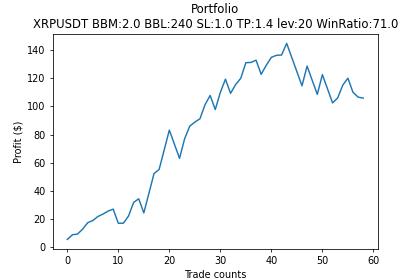 Portfolio
XRPUSDT BBM:2.0 BBL:240 SL:1.0 TP:1.4 lev:20 WinRatio:71.0
140
120
100
80
60
40
20
0
Profit ($)
0 10 20 30 40 50 60
Trade counts